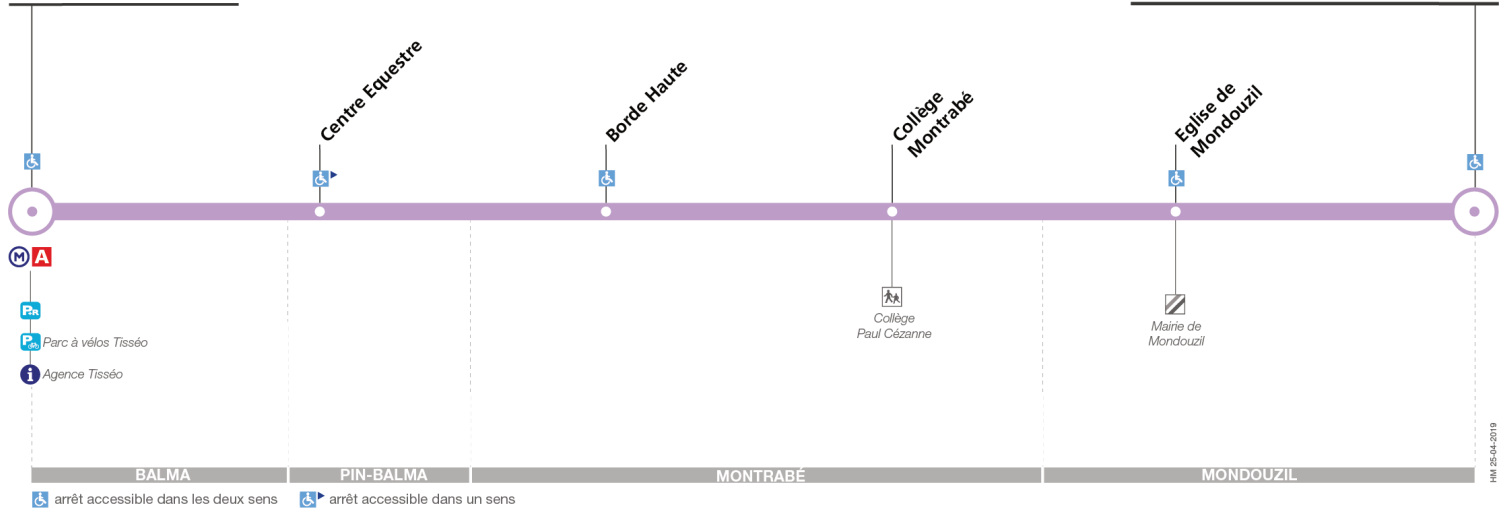 Centre Equestre
Borde Haute
Collège
Montrabé
Eglise de
Mondouzil
M A
P+R
P
Parc à vélos Tisséo
i
Agence Tisséo
Collège
Paul Cézanne
Mairie de
Mondouzil
BALMA
PIN-BALMA
MONTRABÉ
MONDOUZIL
arrêt accessible dans les deux sens
arrêt accessible dans un sens
HM 25-04-2019